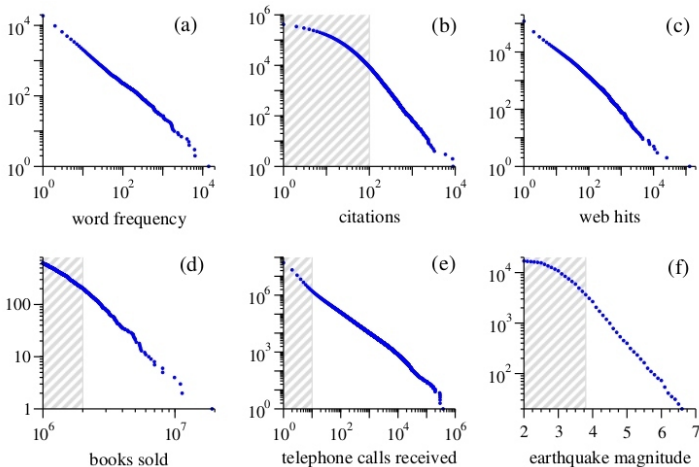 (a)
10^4
10^2
10^0
10^0 10^2 10^4
word frequency
(b)
10^6
10^4
10^2
10^0
10^0 10^2 10^4
citations
(c)
10^4
10^2
10^0
10^0 10^2 10^4
web hits
(d)
100
10
1
10^6 10^7
books sold
(e)
10^6
10^3
10^0
10^0 10^2 10^4 10^6
telephone calls received
(f)
10^4
10^3
10^2
2 3 4 5 6 7
earthquake magnitude